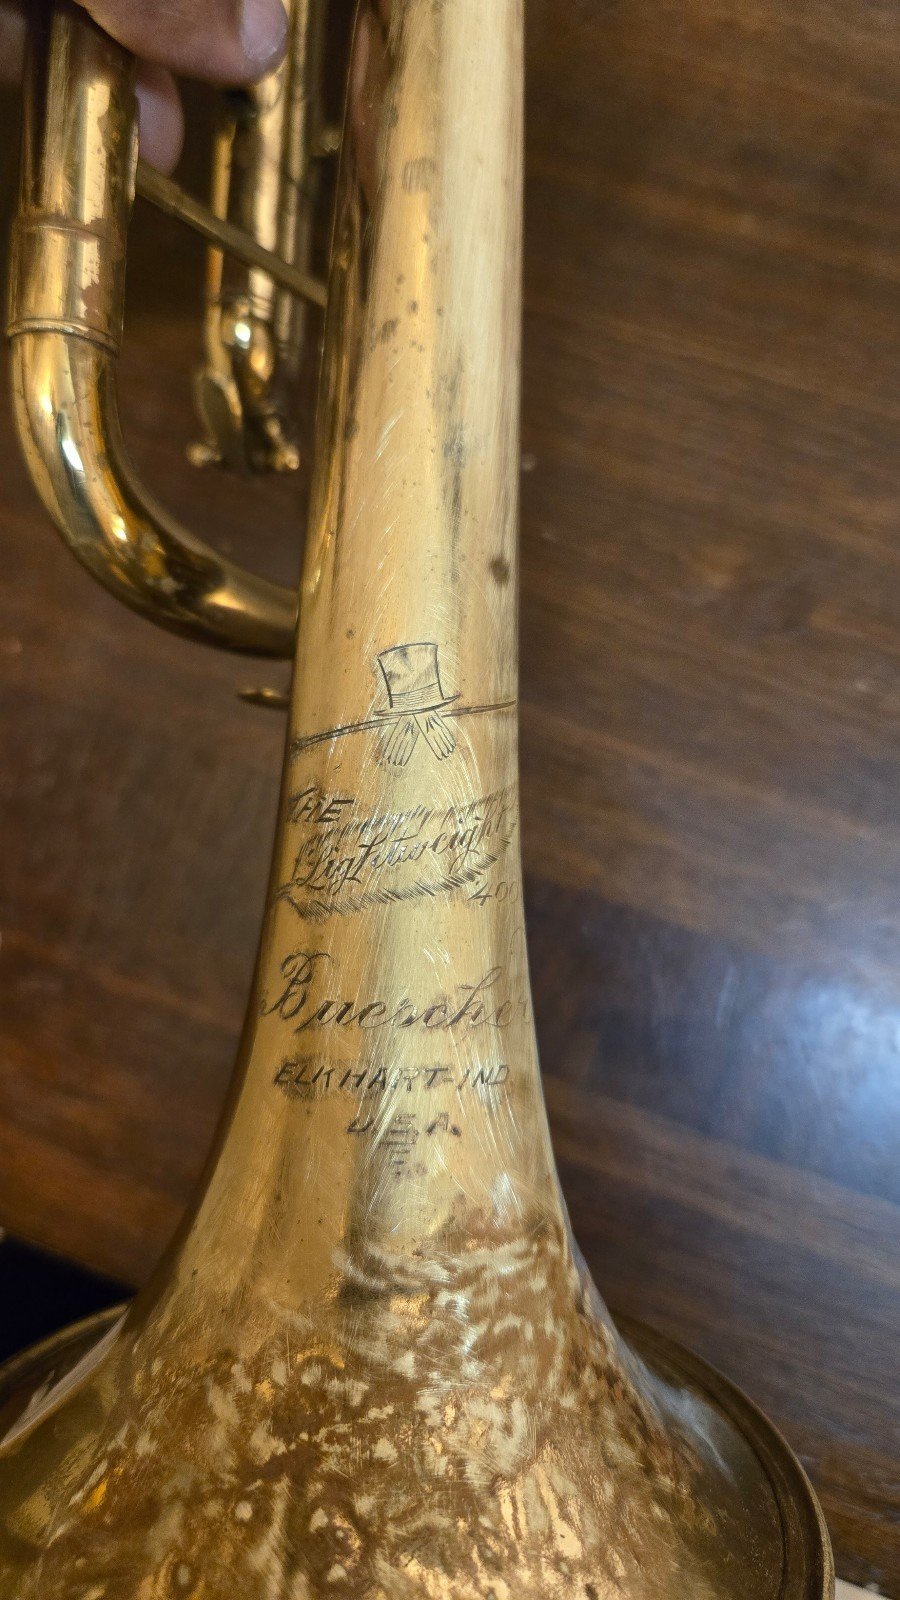 THE
Lightweight
400
Buescher
ELKHART-IND
U.S.A.